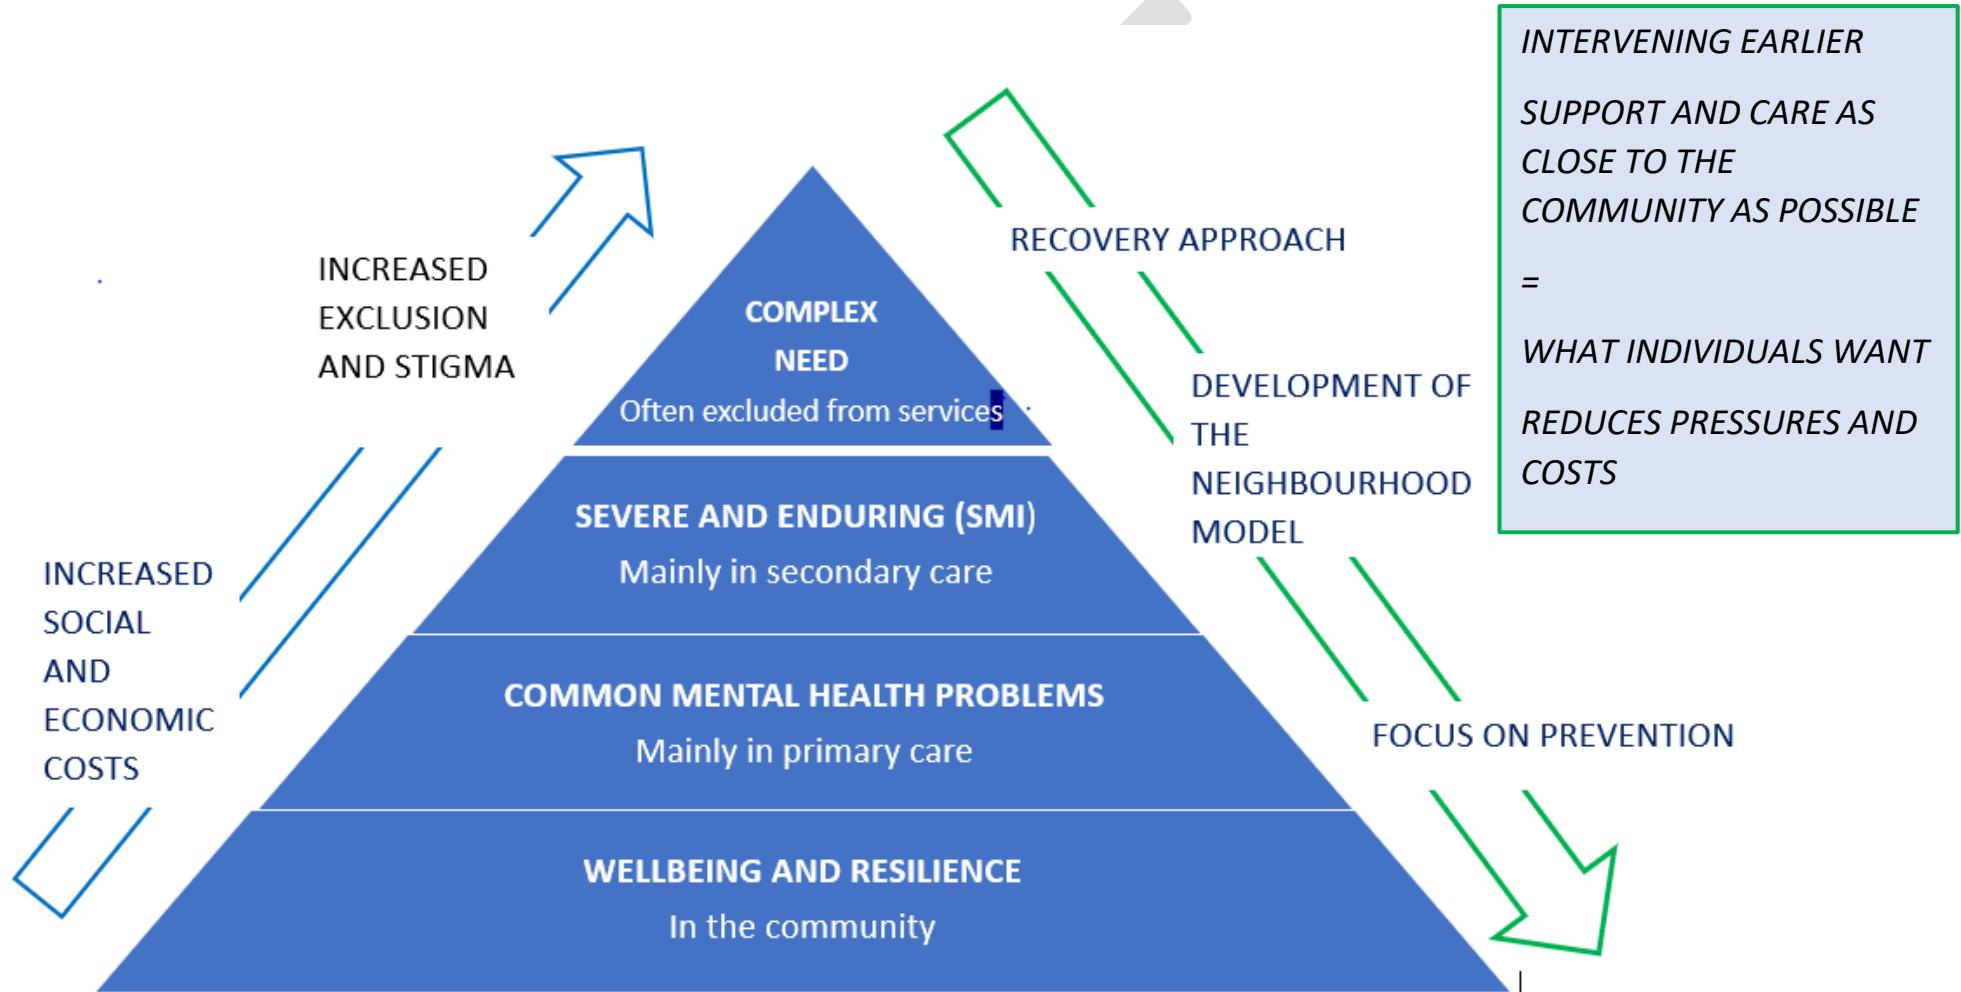 INTERVENING EARLIER
SUPPORT AND CARE AS
CLOSE TO THE
COMMUNITY AS POSSIBLE
=
WHAT INDIVIDUALS WANT
REDUCES PRESSURES AND
COSTS
RECOVERY APPROACH
INCREASED
EXCLUSION
AND STIGMA
COMPLEX
NEED
Often excluded from services
DEVELOPMENT OF
THE
NEIGHBOURHOOD
MODEL
SEVERE AND ENDURING (SMI)
Mainly in secondary care
INCREASED
SOCIAL
AND
ECONOMIC
COSTS
COMMON MENTAL HEALTH PROBLEMS
Mainly in primary care
FOCUS ON PREVENTION
WELLBEING AND RESILIENCE
In the community